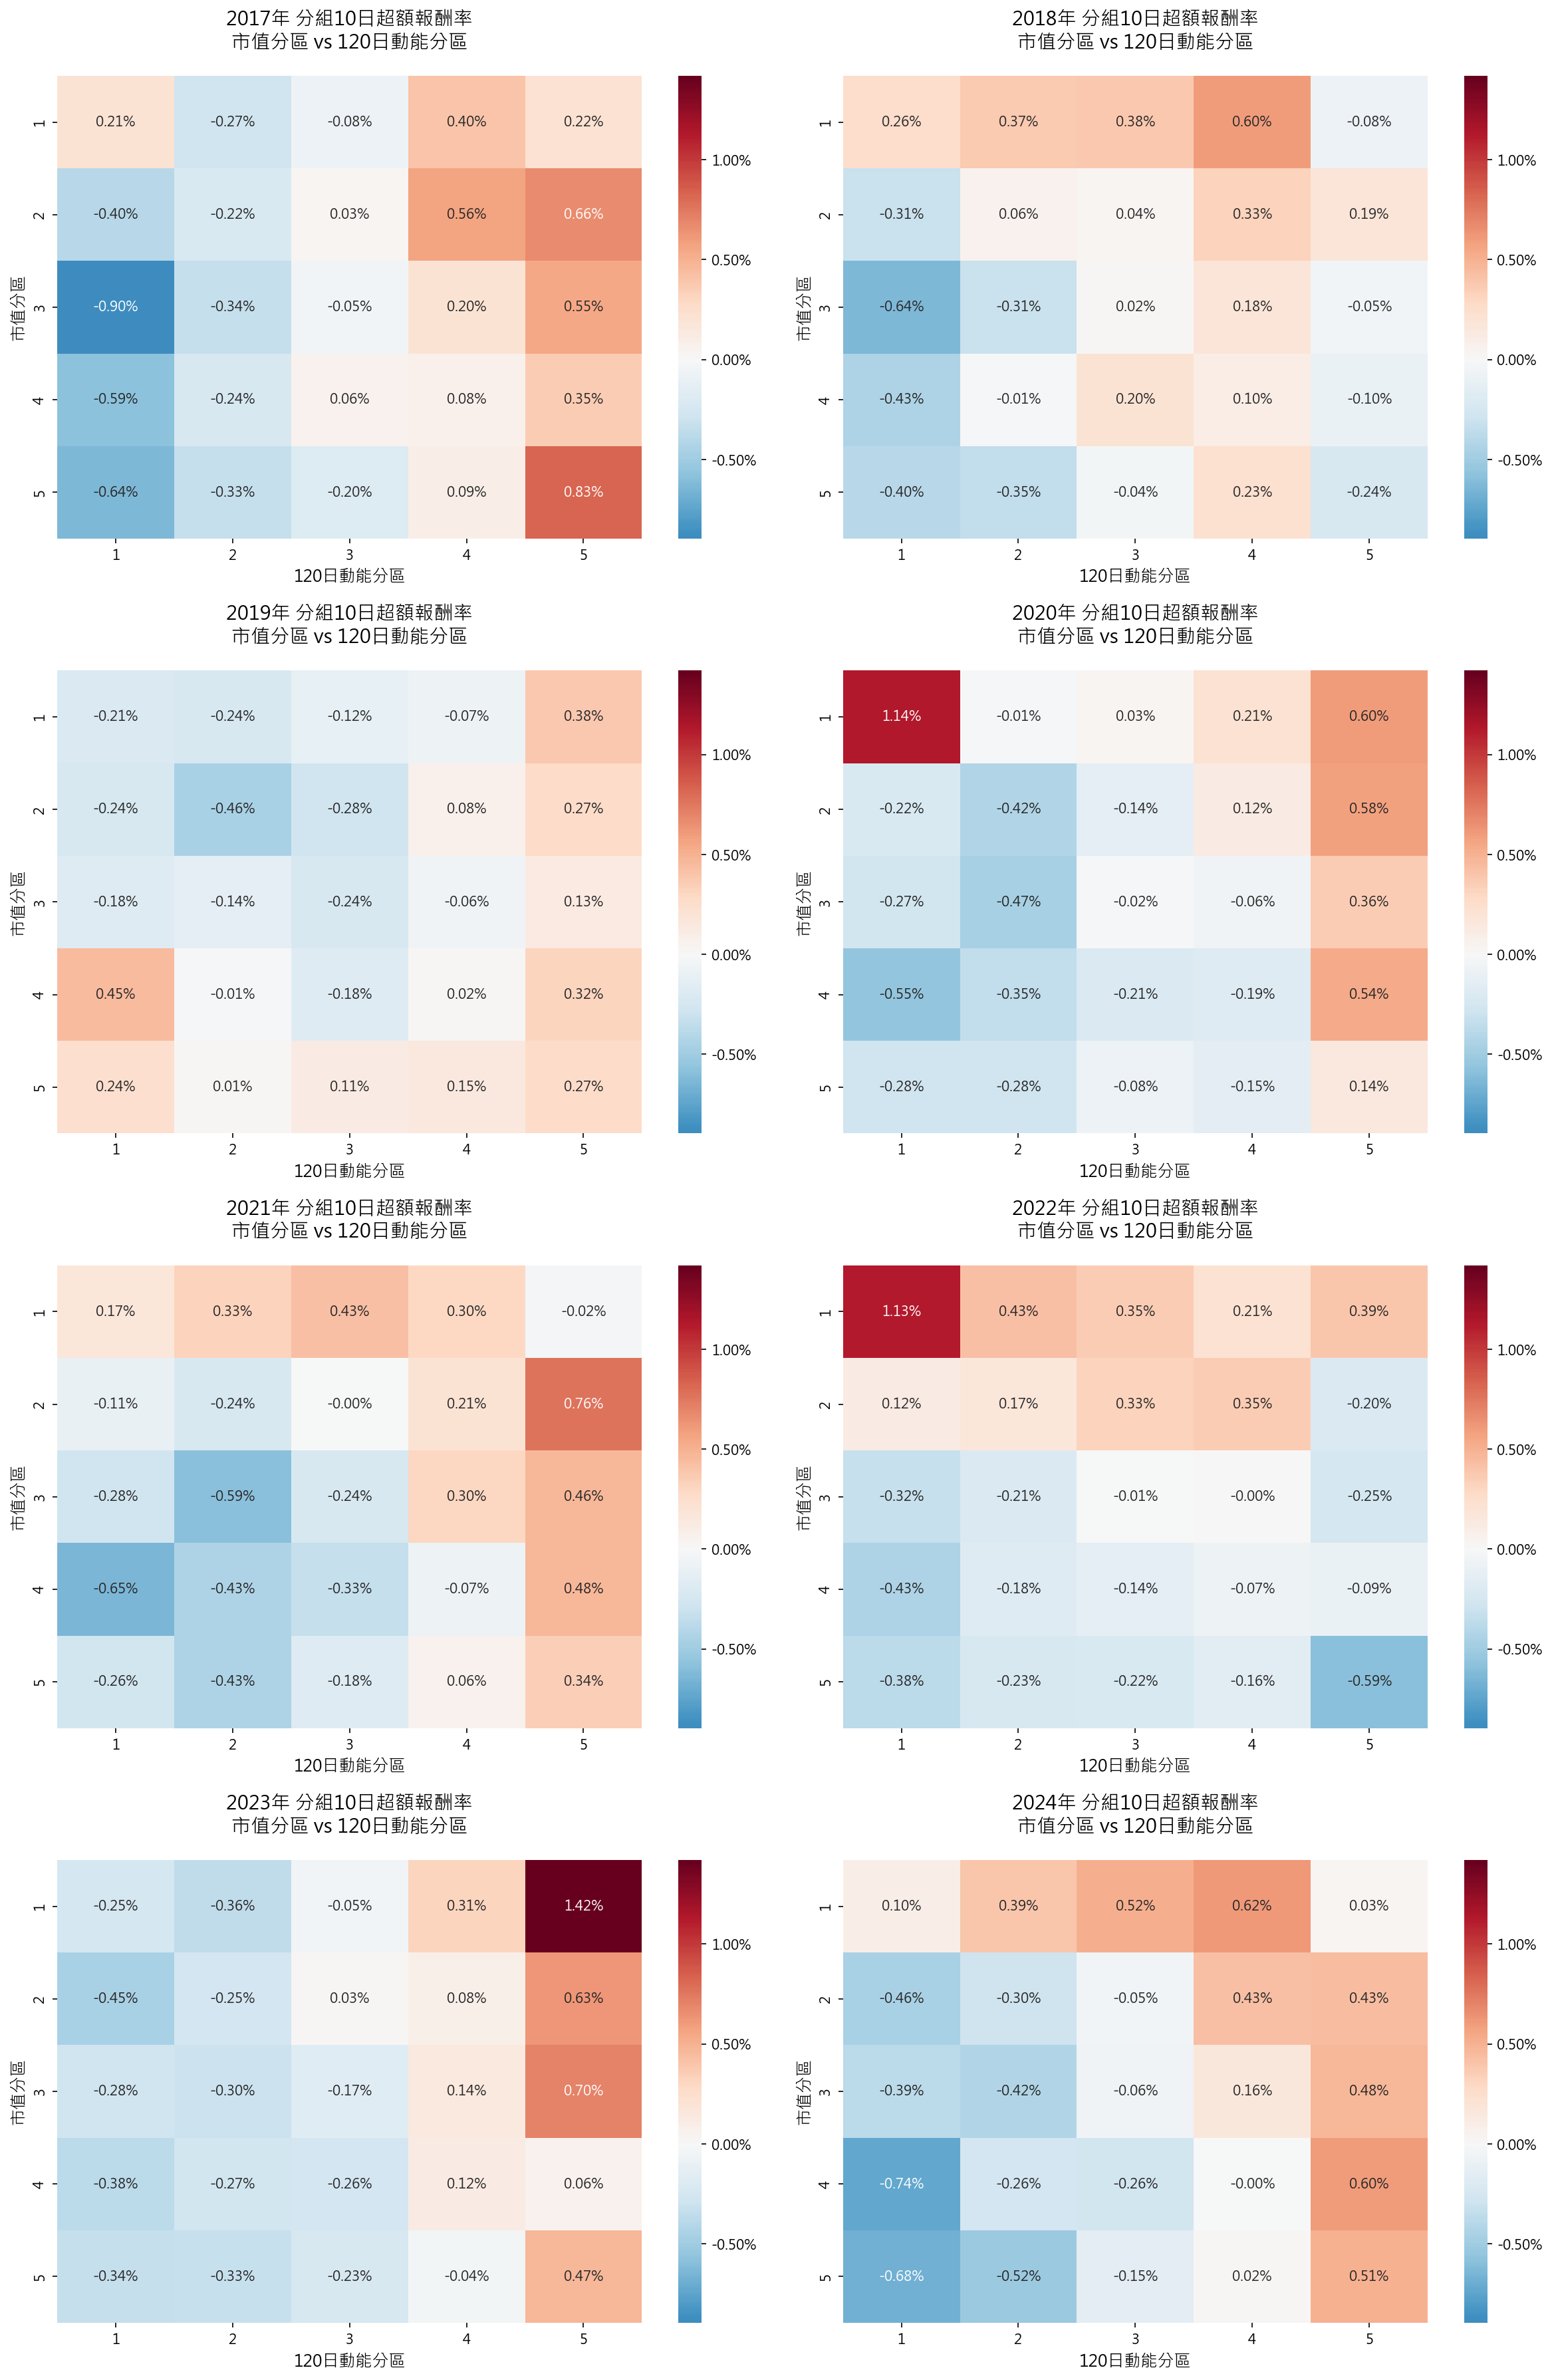 2017年 分組10日超額報酬率
市值分區 vs 120日動能分區
市值分區
1 0.21% -0.27% -0.08% 0.40% 0.22%
2 -0.40% -0.22% 0.03% 0.56% 0.66%
3 -0.90% -0.34% -0.05% 0.20% 0.55%
4 -0.59% -0.24% 0.06% 0.08% 0.35%
5 -0.64% -0.33% -0.20% 0.09% 0.83%
1 2 3 4 5
120日動能分區
1.00%
0.50%
0.00%
-0.50%
2018年 分組10日超額報酬率
市值分區 vs 120日動能分區
市值分區
1 0.26% 0.37% 0.38% 0.60% -0.08%
2 -0.31% 0.06% 0.04% 0.33% 0.19%
3 -0.64% -0.31% 0.02% 0.18% -0.05%
4 -0.43% -0.01% 0.20% 0.10% -0.10%
5 -0.40% -0.35% -0.04% 0.23% -0.24%
1 2 3 4 5
120日動能分區
1.00%
0.50%
0.00%
-0.50%
2019年 分組10日超額報酬率
市值分區 vs 120日動能分區
市值分區
1 -0.21% -0.24% -0.12% -0.07% 0.38%
2 -0.24% -0.46% -0.28% 0.08% 0.27%
3 -0.18% -0.14% -0.24% -0.06% 0.13%
4 0.45% -0.01% -0.18% 0.02% 0.32%
5 0.24% 0.01% 0.11% 0.15% 0.27%
1 2 3 4 5
120日動能分區
1.00%
0.50%
0.00%
-0.50%
2020年 分組10日超額報酬率
市值分區 vs 120日動能分區
市值分區
1 1.14% -0.01% 0.03% 0.21% 0.60%
2 -0.22% -0.42% -0.14% 0.12% 0.58%
3 -0.27% -0.47% -0.02% -0.06% 0.36%
4 -0.55% -0.35% -0.21% -0.19% 0.54%
5 -0.28% -0.28% -0.08% -0.15% 0.14%
1 2 3 4 5
120日動能分區
1.00%
0.50%
0.00%
-0.50%
2021年 分組10日超額報酬率
市值分區 vs 120日動能分區
市值分區
1 0.17% 0.33% 0.43% 0.30% -0.02%
2 -0.11% -0.24% -0.00% 0.21% 0.76%
3 -0.28% -0.59% -0.24% 0.30% 0.46%
4 -0.65% -0.43% -0.33% -0.07% 0.48%
5 -0.26% -0.43% -0.18% 0.06% 0.34%
1 2 3 4 5
120日動能分區
1.00%
0.50%
0.00%
-0.50%
2022年 分組10日超額報酬率
市值分區 vs 120日動能分區
市值分區
1 1.13% 0.43% 0.35% 0.21% 0.39%
2 0.12% 0.17% 0.33% 0.35% -0.20%
3 -0.32% -0.21% -0.01% -0.00% -0.25%
4 -0.43% -0.18% -0.14% -0.07% -0.09%
5 -0.38% -0.23% -0.22% -0.16% -0.59%
1 2 3 4 5
120日動能分區
1.00%
0.50%
0.00%
-0.50%
2023年 分組10日超額報酬率
市值分區 vs 120日動能分區
市值分區
1 -0.25% -0.36% -0.05% 0.31% 1.42%
2 -0.45% -0.25% 0.03% 0.08% 0.63%
3 -0.28% -0.30% -0.17% 0.14% 0.70%
4 -0.38% -0.27% -0.26% 0.12% 0.06%
5 -0.34% -0.33% -0.23% -0.04% 0.47%
1 2 3 4 5
120日動能分區
1.00%
0.50%
0.00%
-0.50%
2024年 分組10日超額報酬率
市值分區 vs 120日動能分區
市值分區
1 0.10% 0.39% 0.52% 0.62% 0.03%
2 -0.46% -0.30% -0.05% 0.43% 0.43%
3 -0.39% -0.42% -0.06% 0.16% 0.48%
4 -0.74% -0.26% -0.26% -0.00% 0.60%
5 -0.68% -0.52% -0.15% 0.02% 0.51%
1 2 3 4 5
120日動能分區
1.00%
0.50%
0.00%
-0.50%